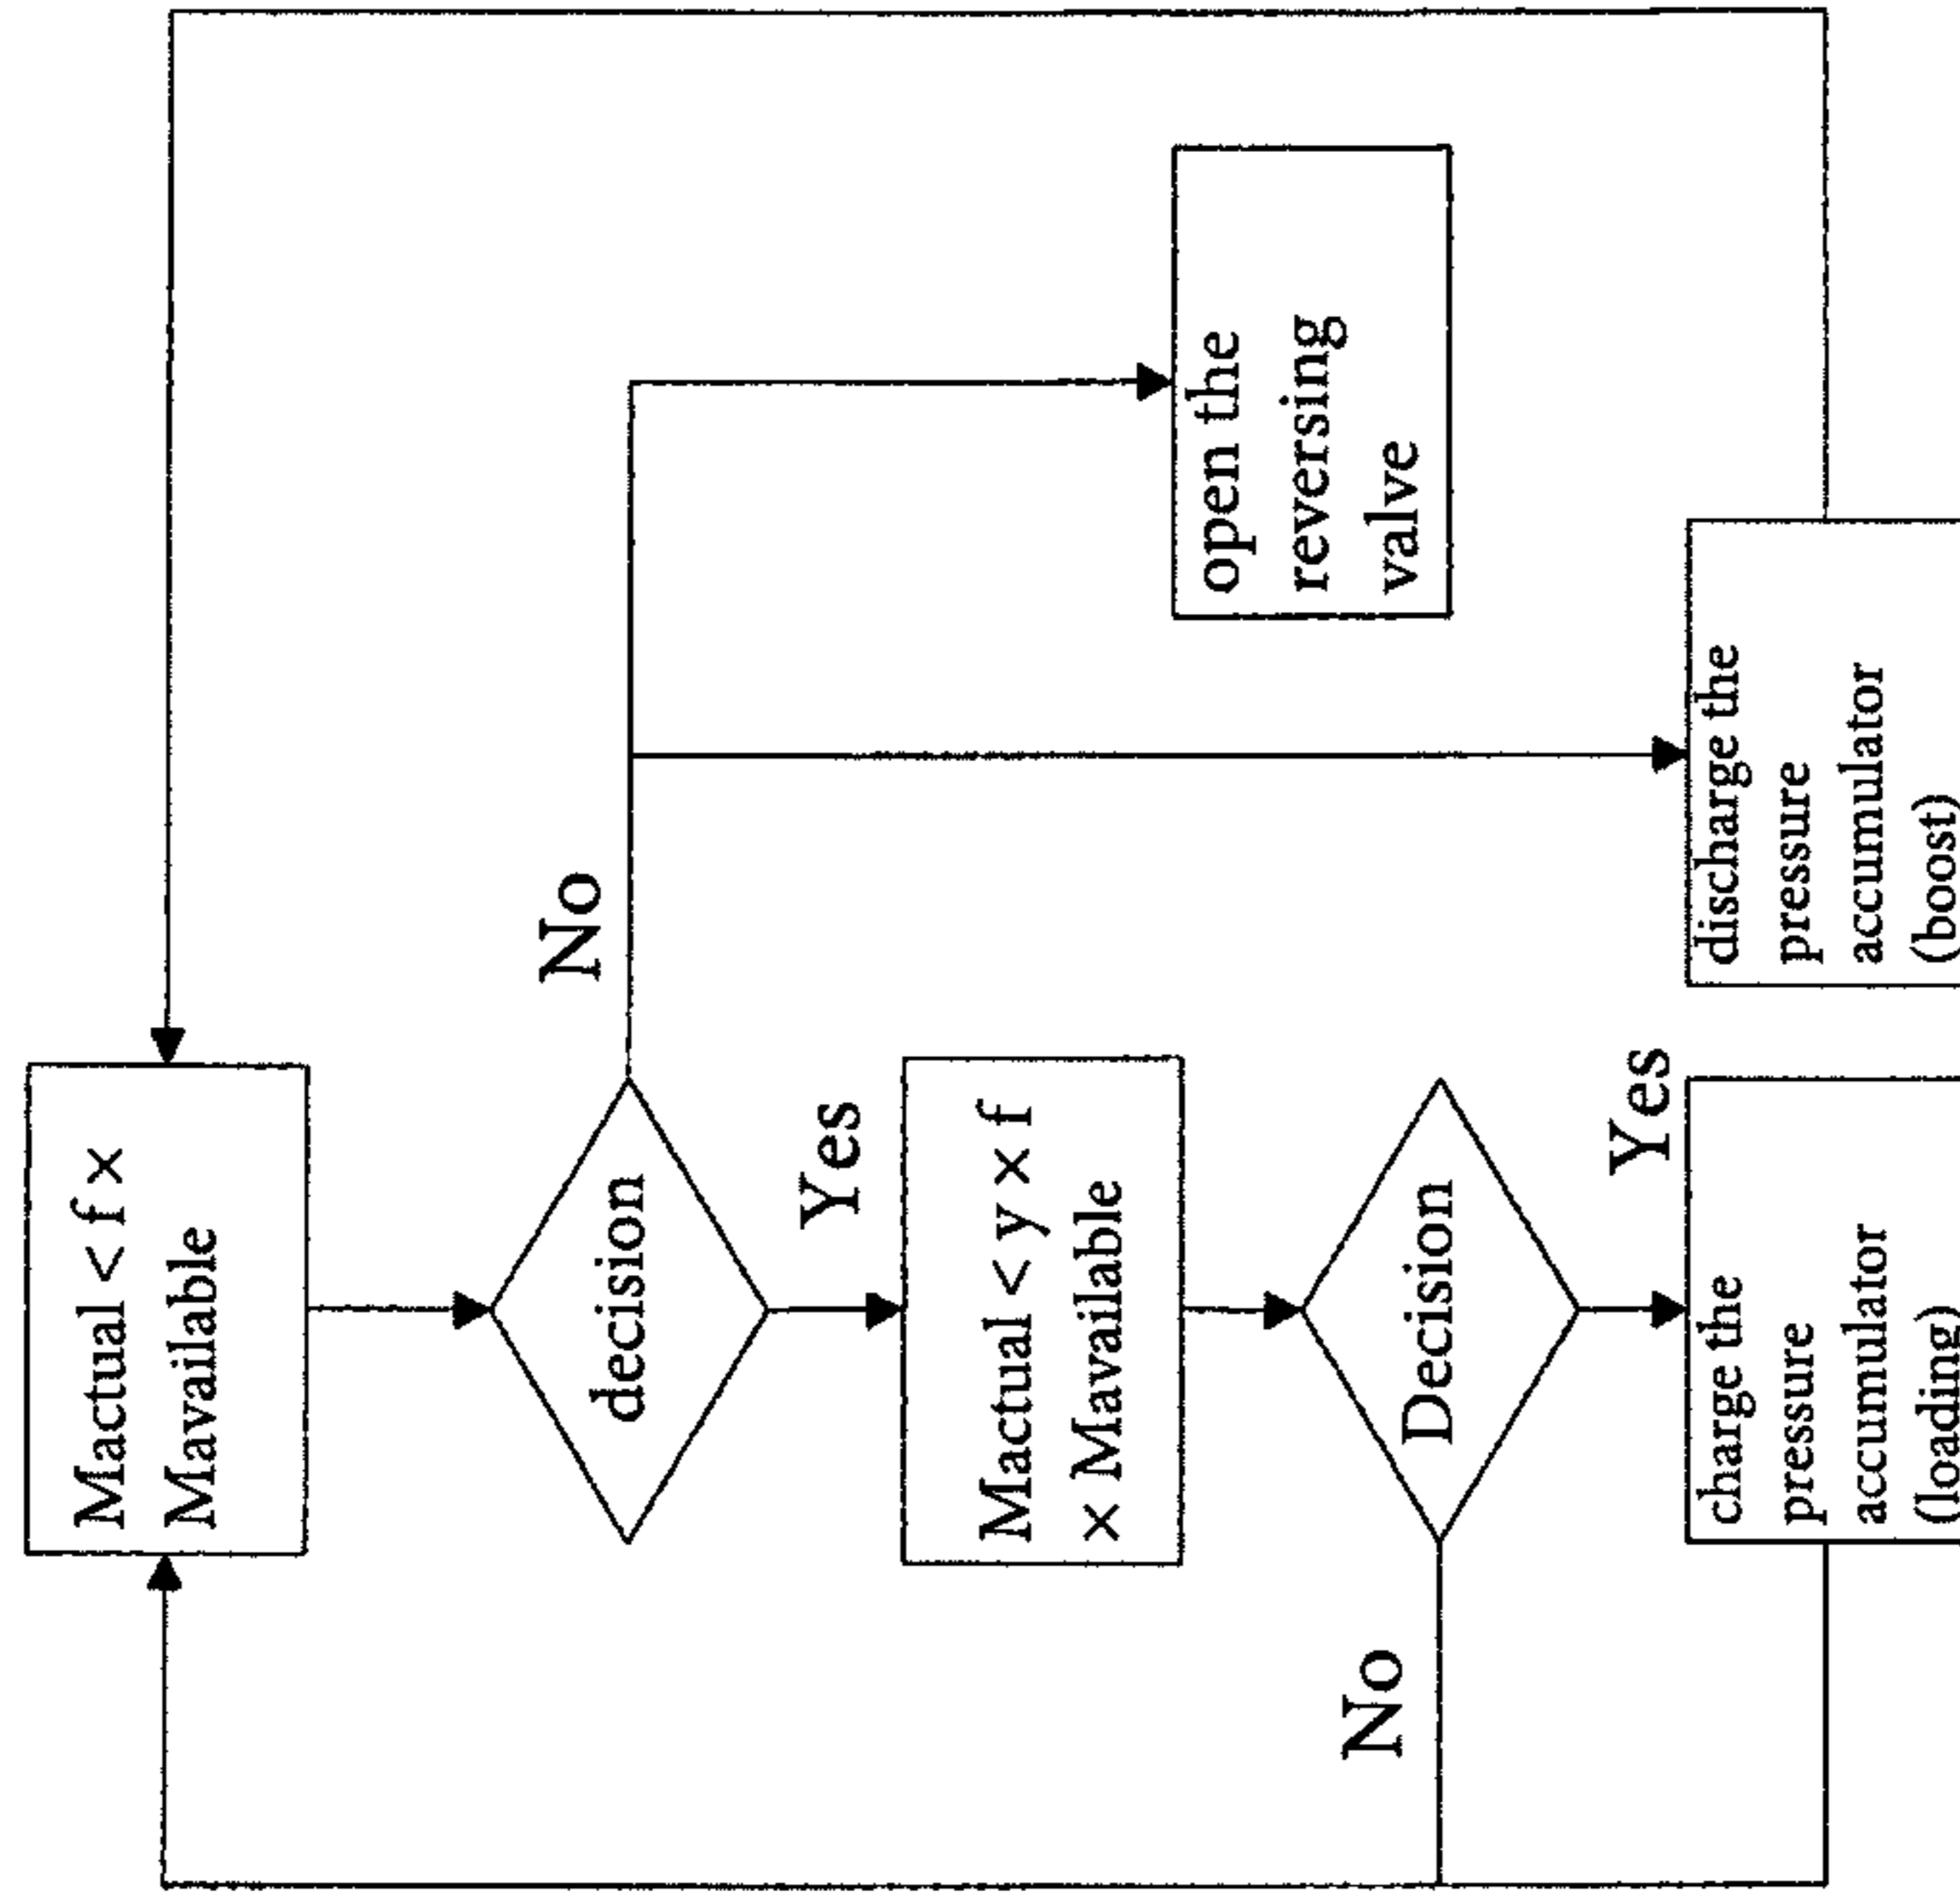 Mactual < f ×
Mavailable
decision
No
Yes
Mactual < y × f
× Mavailable
Decision
No
Yes
open the
reversing
valve
discharge the
pressure
accumulator
(boost)
charge the
pressure
accumulator
(loading)